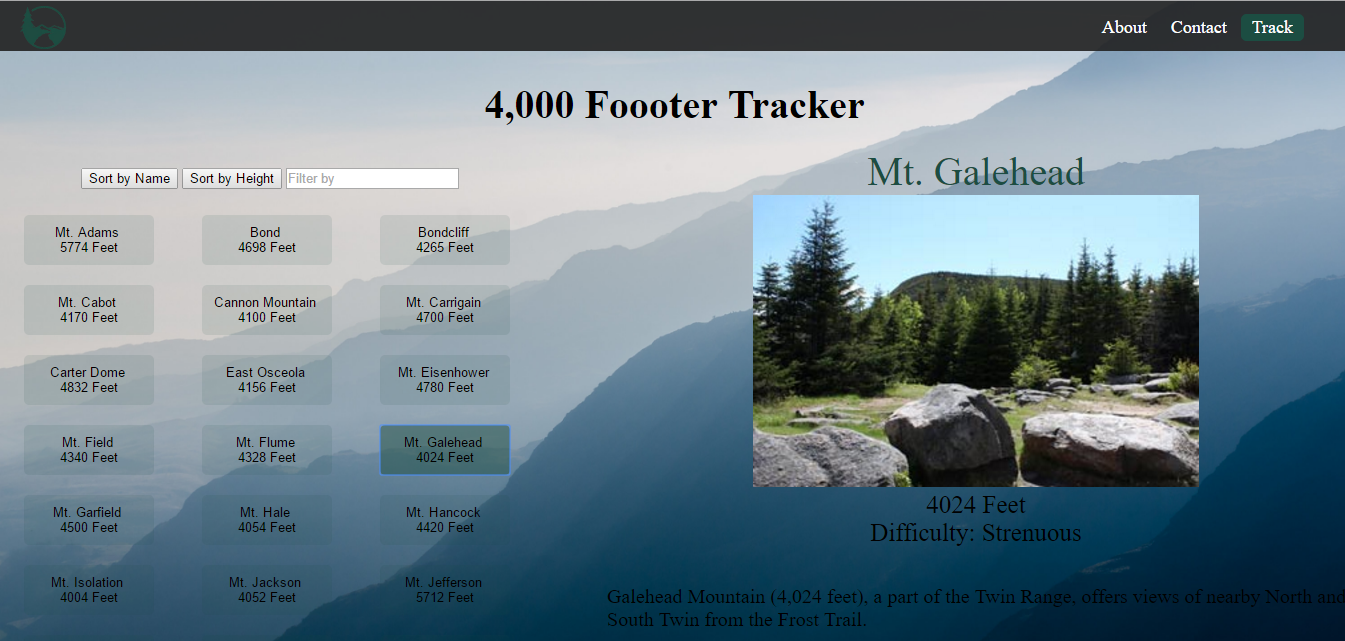 About Contact Track
4,000 Foooter Tracker
Sort by Name Sort by Height Filter by
Mt. Adams
5774 Feet
Bond
4698 Feet
Bondcliff
4265 Feet
Mt. Cabot
4170 Feet
Cannon Mountain
4100 Feet
Mt. Carrigain
4700 Feet
Carter Dome
4832 Feet
East Osceola
4156 Feet
Mt. Eisenhower
4780 Feet
Mt. Field
4340 Feet
Mt. Flume
4328 Feet
Mt. Galehead
4024 Feet
Mt. Garfield
4500 Feet
Mt. Hale
4054 Feet
Mt. Hancock
4420 Feet
Mt. Isolation
4004 Feet
Mt. Jackson
4052 Feet
Mt. Jefferson
5712 Feet
Mt. Galehead
4024 Feet
Difficulty: Strenuous
Galehead Mountain (4,024 feet), a part of the Twin Range, offers views of nearby North and
South Twin from the Frost Trail.